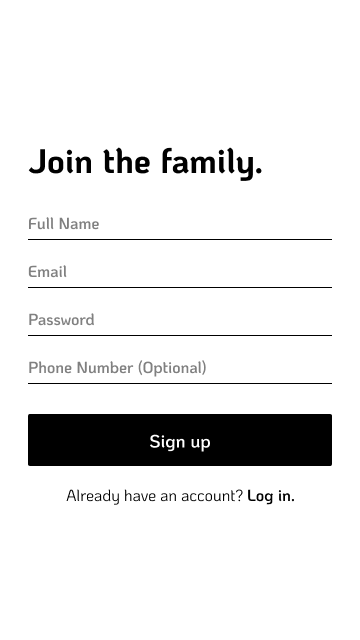 Join the family.
Full Name
Email
Password
Phone Number (Optional)
Sign up
Already have an account? Log in.